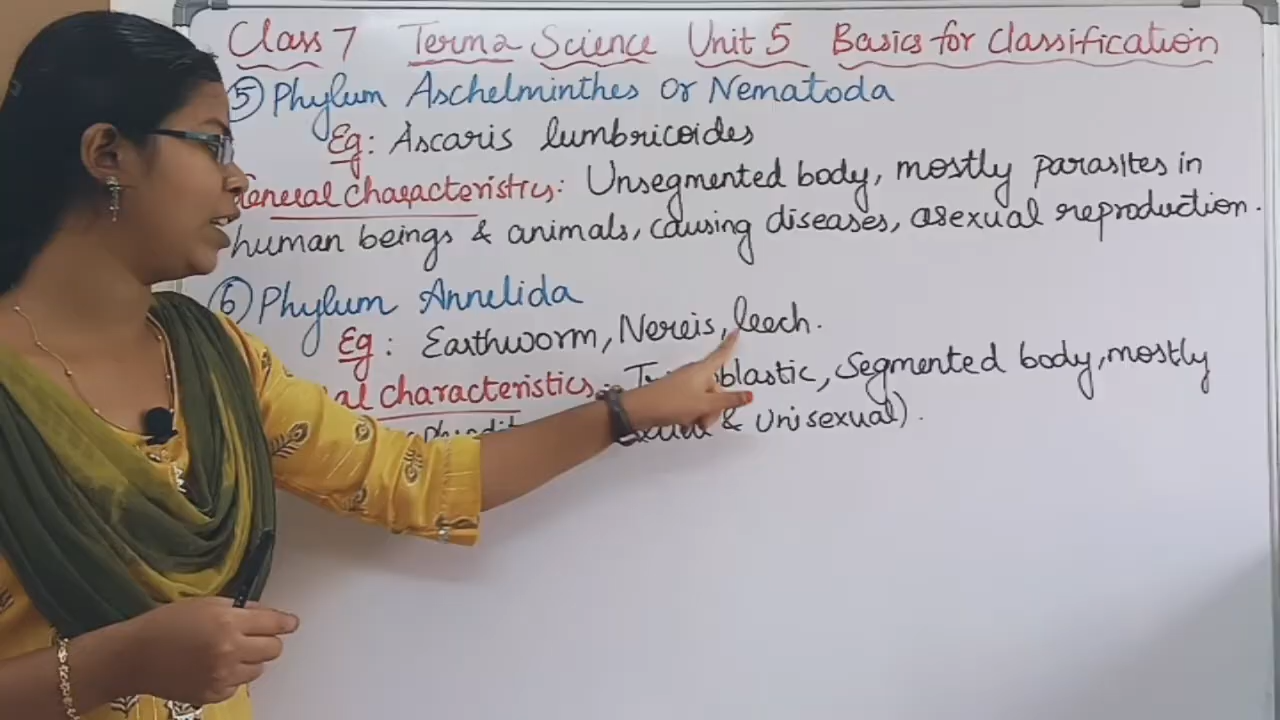 Class 7 Term 2 Science Unit 5 Basics for Classification
5 Phylum Aschelminthes or Nematoda
Eg: Ascaris lumbricoides
General characteristics: Unsegmented body, mostly parasites in
human beings & animals, causing diseases, asexual reproduction.
6 Phylum Annelida
Eg: Earthworm, Nereis, leech.
characteristics: Segmented body, mostly
& Unisexual).